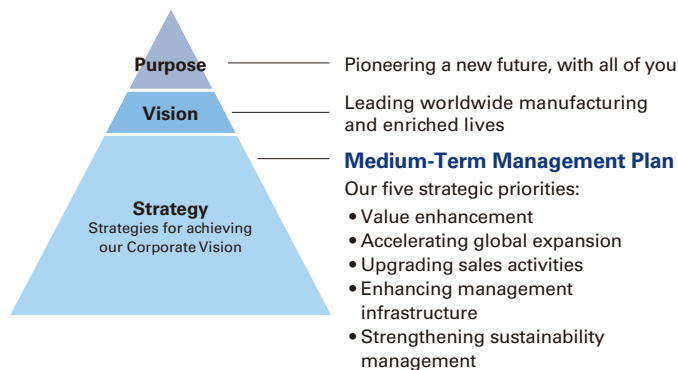 Purpose
Pioneering a new future, with all of you
Vision
Leading worldwide manufacturing
and enriched lives
Strategy
Strategies for achieving
our Corporate Vision
Medium-Term Management Plan
Our five strategic priorities:
• Value enhancement
• Accelerating global expansion
• Upgrading sales activities
• Enhancing management
infrastructure
• Strengthening sustainability
management